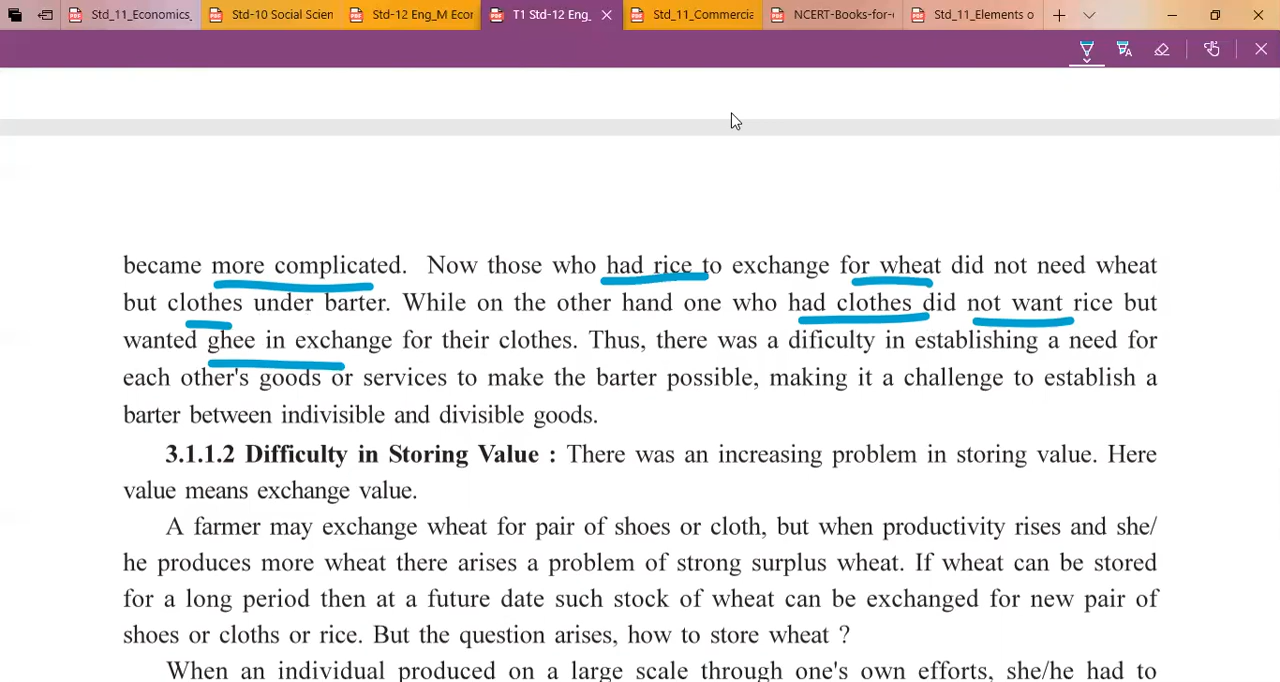 Std_11_Economics_
Std-10 Social Scien
Std-12 Eng_M Ecor
T1 Std-12 Eng_
Std_11_Commercia
NCERT-Books-for-
Std_11_Elements o
became more complicated. Now those who had rice to exchange for wheat did not need wheat
but clothes under barter. While on the other hand one who had clothes did not want rice but
wanted ghee in exchange for their clothes. Thus, there was a dificulty in establishing a need for
each other's goods or services to make the barter possible, making it a challenge to establish a
barter between indivisible and divisible goods.
3.1.1.2 Difficulty in Storing Value : There was an increasing problem in storing value. Here
value means exchange value.
A farmer may exchange wheat for pair of shoes or cloth, but when productivity rises and she/
he produces more wheat there arises a problem of strong surplus wheat. If wheat can be stored
for a long period then at a future date such stock of wheat can be exchanged for new pair of
shoes or cloths or rice. But the question arises, how to store wheat ?
When an individual produced on a large scale through one's own efforts, she/he had to